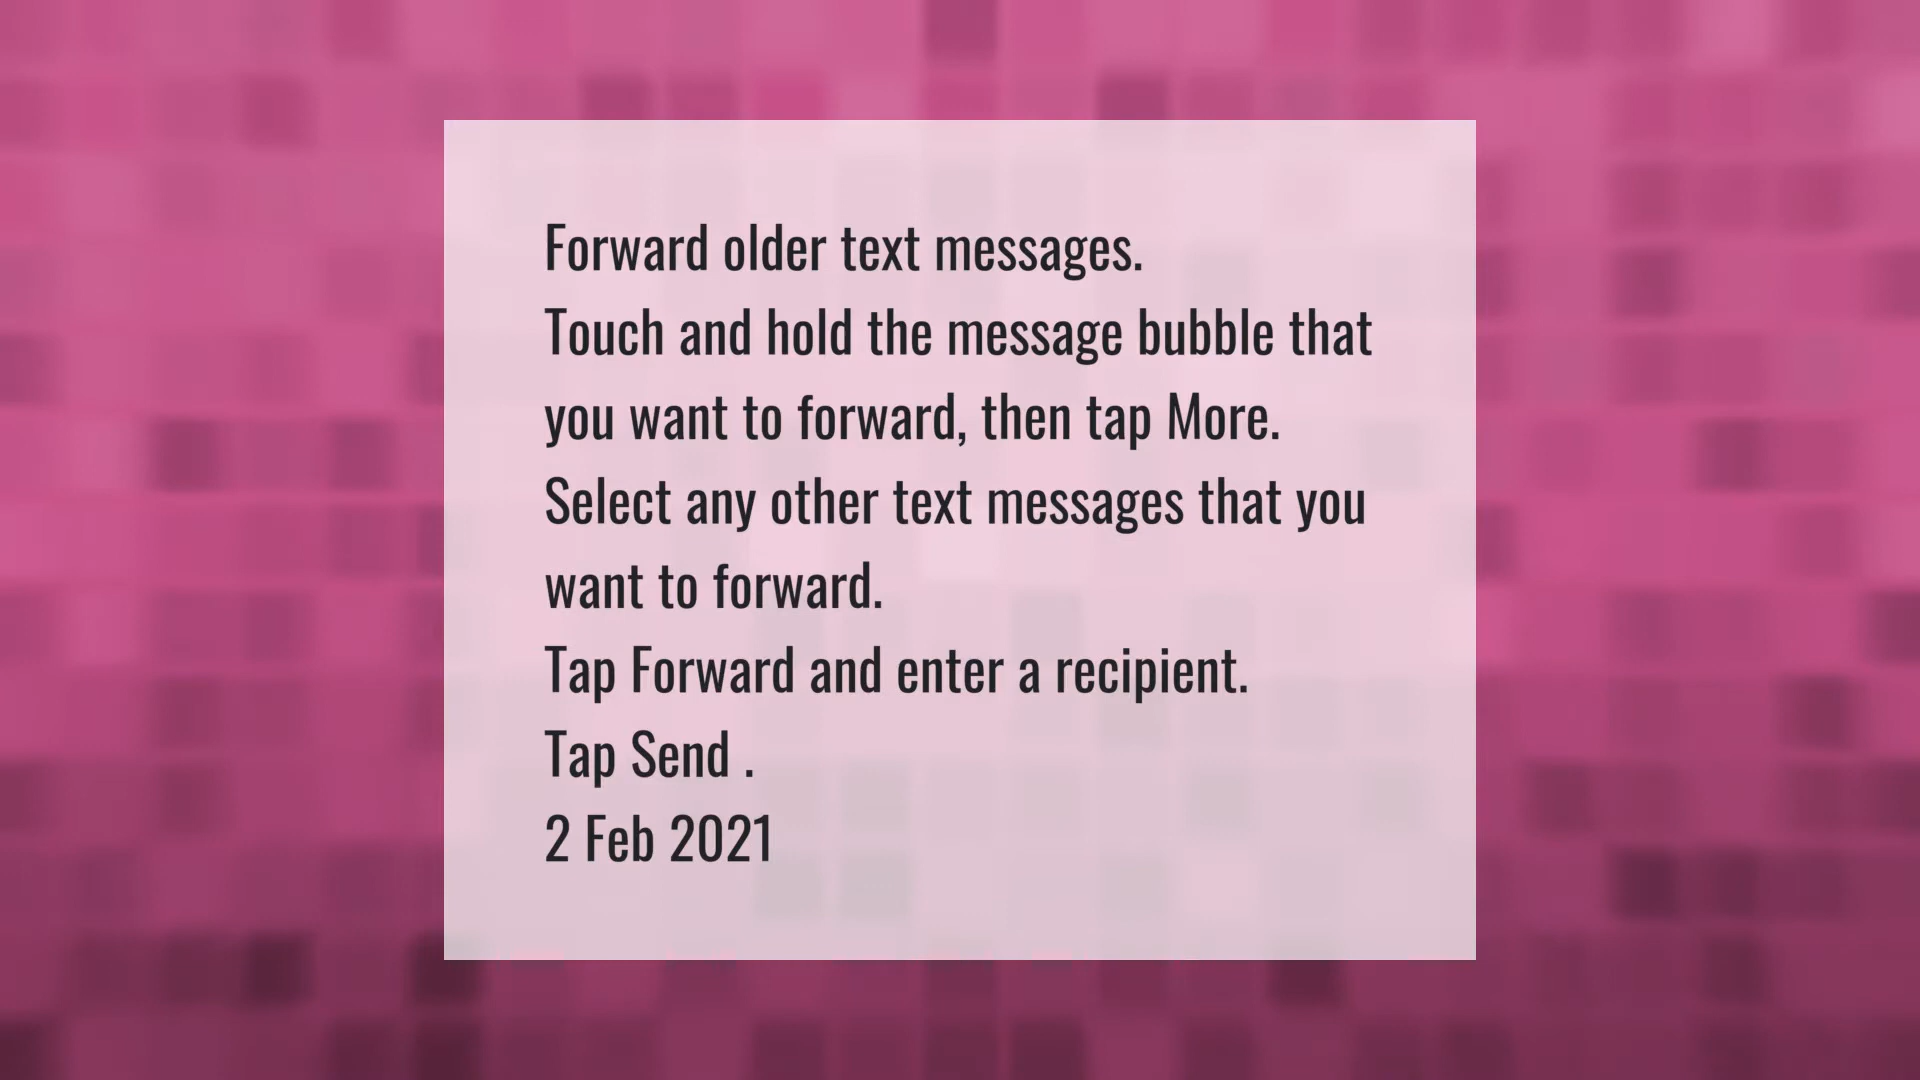 Forward older text messages.
Touch and hold the message bubble that
you want to forward, then tap More.
Select any other text messages that you
want to forward.
Tap Forward and enter a recipient.
Tap Send .
2 Feb 2021